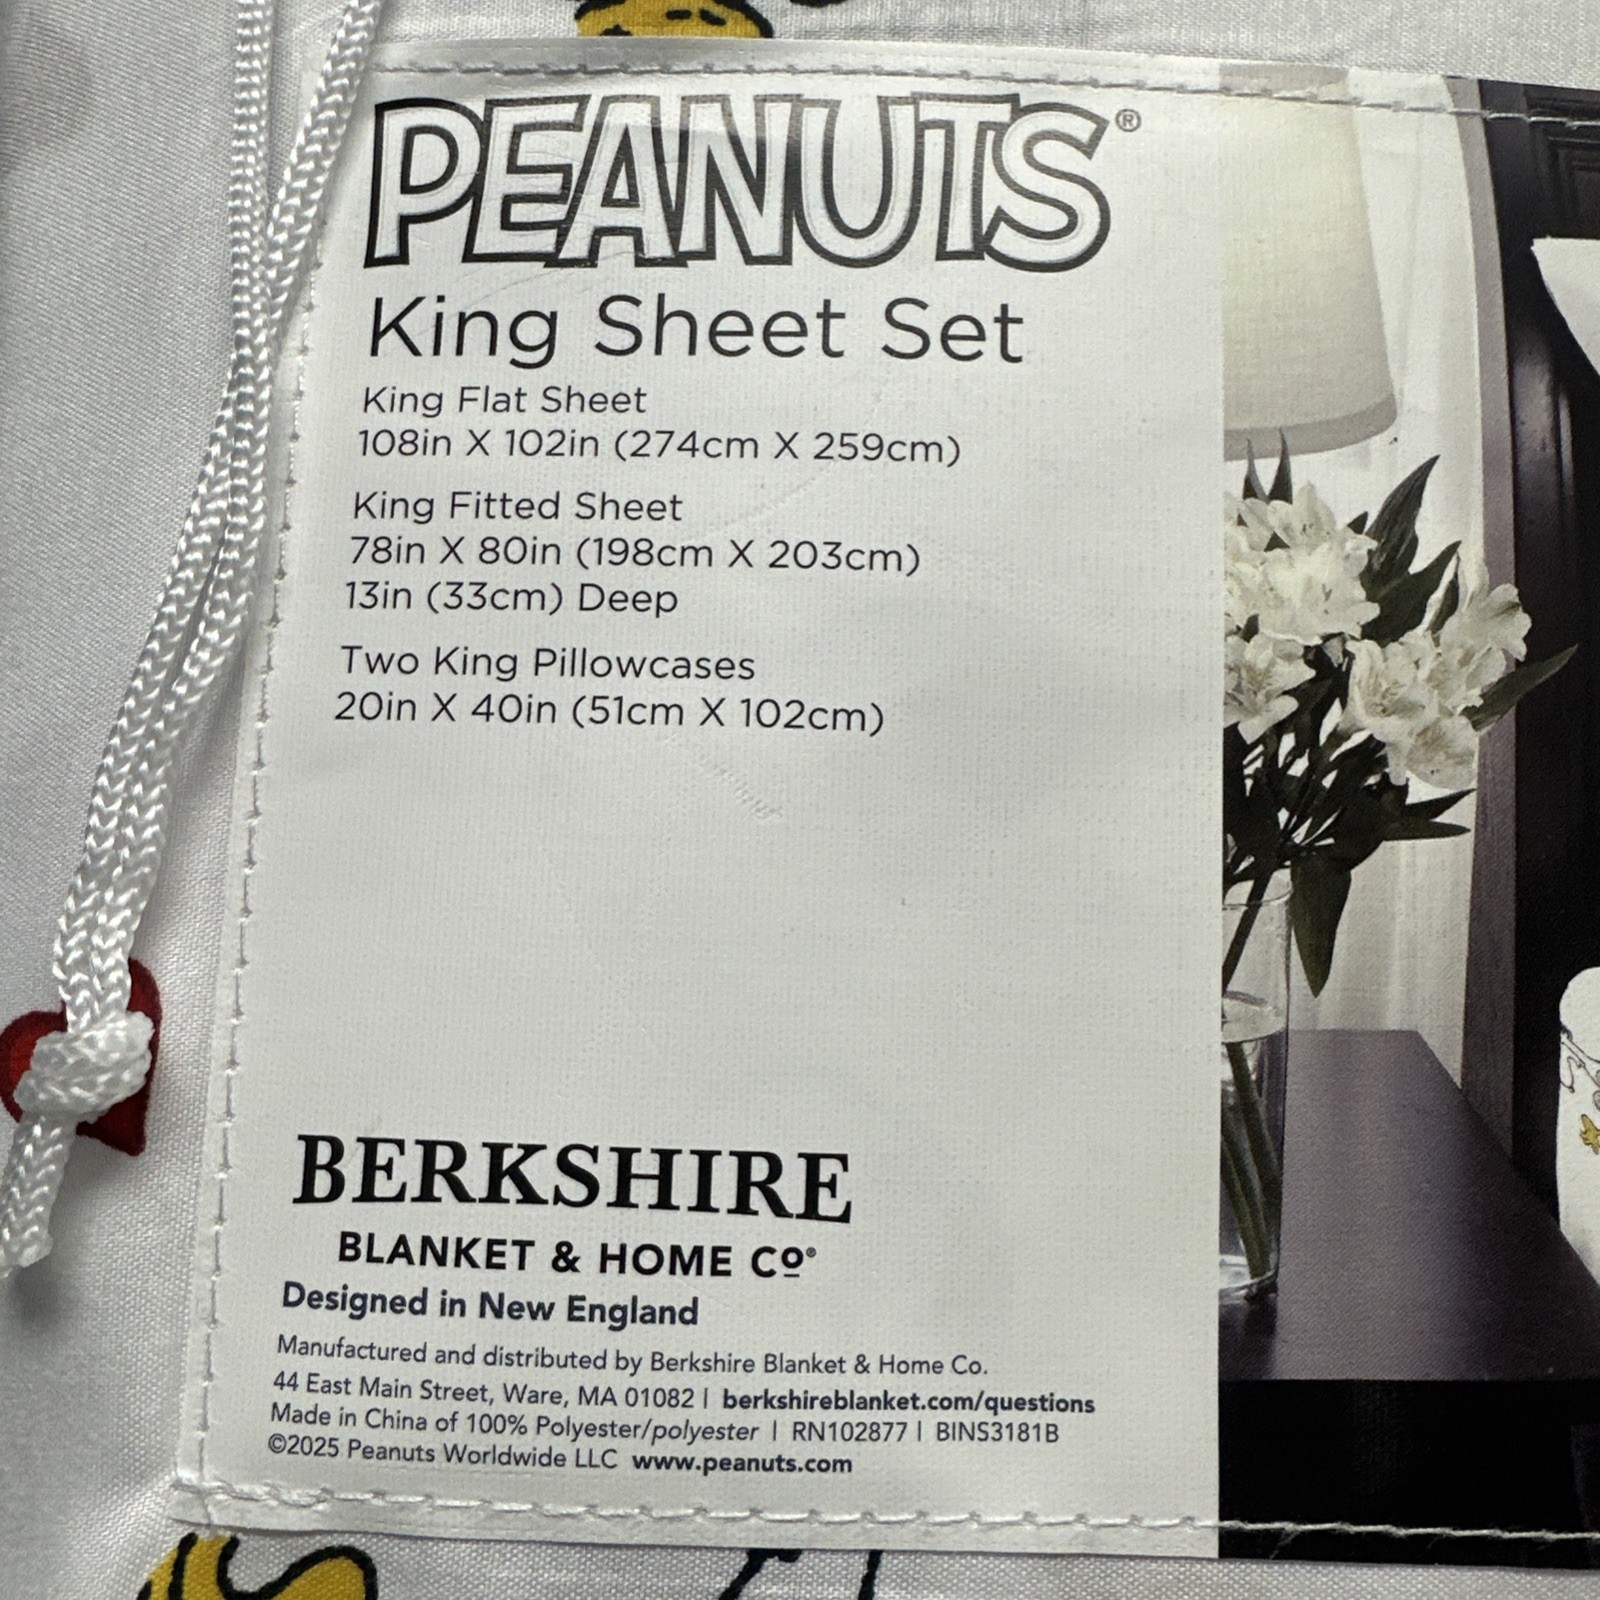 PEANUTS®
King Sheet Set
King Flat Sheet
108in X 102in (274cm X 259cm)
King Fitted Sheet
78in X 80in (198cm X 203cm)
13in (33cm) Deep
Two King Pillowcases
20in X 40in (51cm X 102cm)
BERKSHIRE
BLANKET & HOME Cº®
Designed in New England
Manufactured and distributed by Berkshire Blanket & Home Co.
44 East Main Street, Ware, MA 01082 | berkshireblanket.com/questions
Made in China of 100% Polyester/polyester | RN102877 | BINS3181B
©2025 Peanuts Worldwide LLC www.peanuts.com